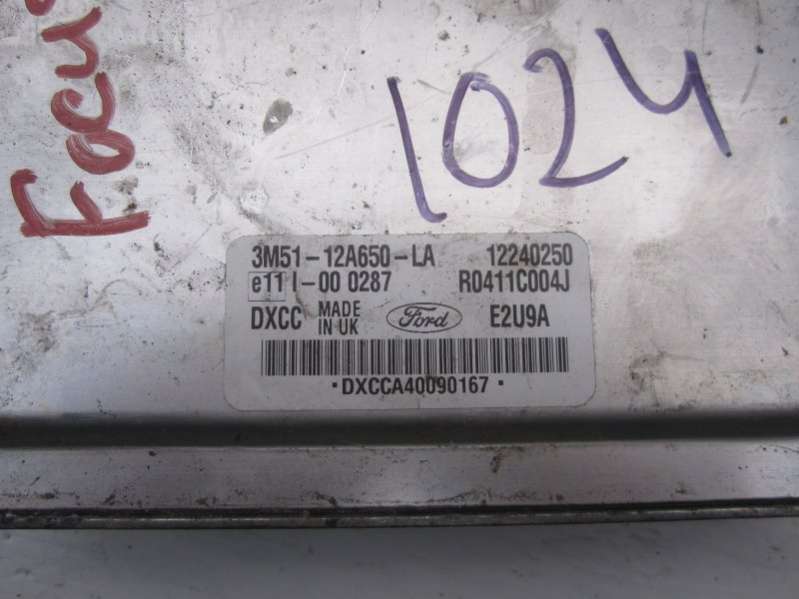 Focus
1024
3M51-12A650-LA 12240250
e11 I-00 0287 R0411C004J
DXCC MADE IN UK Ford E2U9A
•DXCCA40090167•